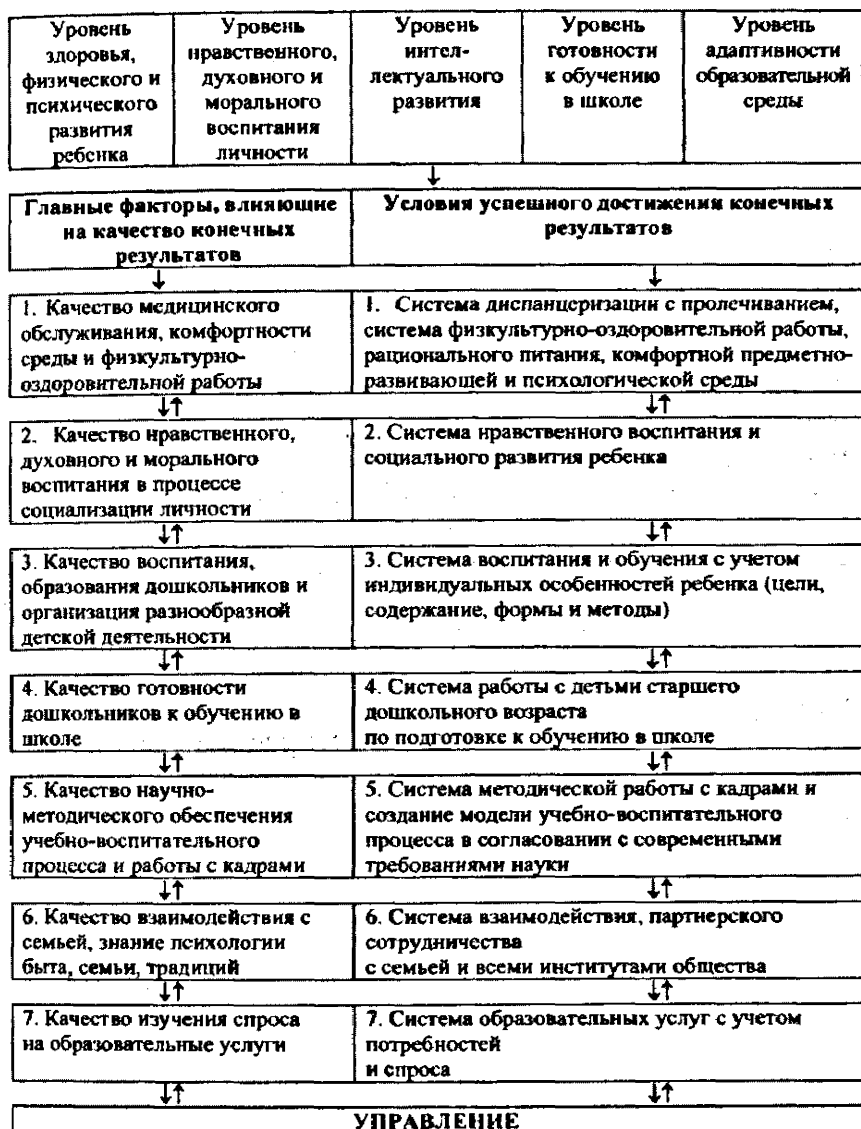 Уровень здоровья, физического и психического развития ребенка
Уровень нравственного, духовного и морального воспитания личности
Уровень интел-лектуального развития
Уровень готовности к обучению в школе
Уровень адаптивности образовательной среды
↓
Главные факторы, влияющие
на качество конечных
результатов
Условия успешного достижения конечных
результатов
↓ ↓
1. Качество медицинского
обслуживания, комфортности
среды и физкультурно-
оздоровительной работы
1. Система диспансеризации с пролечиванием,
система физкультурно-оздоровительной работы,
рационального питания, комфортной предметно-
развивающей и психологической среды
↓↑ ↓↑
2. Качество нравственного,
духовного и морального
воспитания в процессе
социализации личности
2. Система нравственного воспитания и
социального развития ребенка
↓↑ ↓↑
3. Качество воспитания,
образования дошкольников и
организация разнообразной
детской деятельности
3. Система воспитания и обучения с учетом
индивидуальных особенностей ребенка (цели,
содержание, формы и методы)
↓↑ ↓↑
4. Качество готовности
дошкольников к обучению в
школе
4. Система работы с детьми старшего
дошкольного возраста
по подготовке к обучению в школе
↓↑ ↓↑
5. Качество научно-
методического обеспечения
учебно-воспитательного
процесса и работы с кадрами
5. Система методической работы с кадрами и
создание модели учебно-воспитательного
процесса в согласовании с современными
требованиями науки
↓↑ ↓↑
6. Качество взаимодействия с
семьей, знание психологии
быта, семьи, традиций
6. Система взаимодействия, партнерского
сотрудничества
с семьей и всеми институтами общества
↓↑ ↓↑
7. Качество изучения спроса
на образовательные услуги
7. Система образовательных услуг с учетом
потребностей
и спроса
↓↑ ↓↑
УПРАВЛЕНИЕ